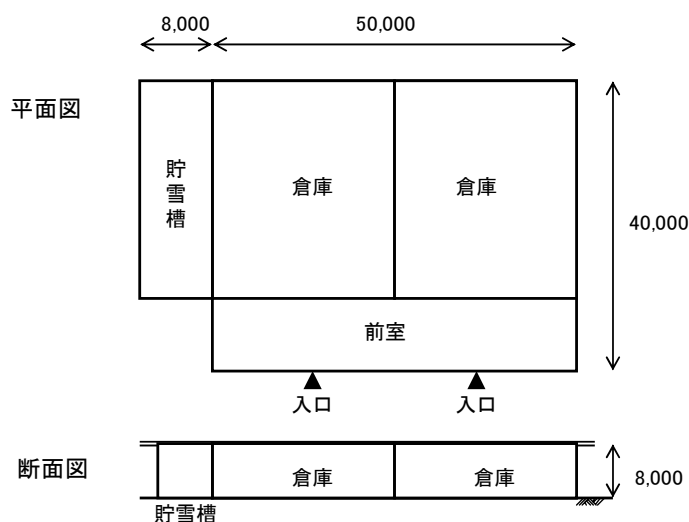 8,000
50,000
平面図
貯雪槽
倉庫
倉庫
40,000
前室
入口
入口
断面図
倉庫
倉庫
8,000
貯雪槽